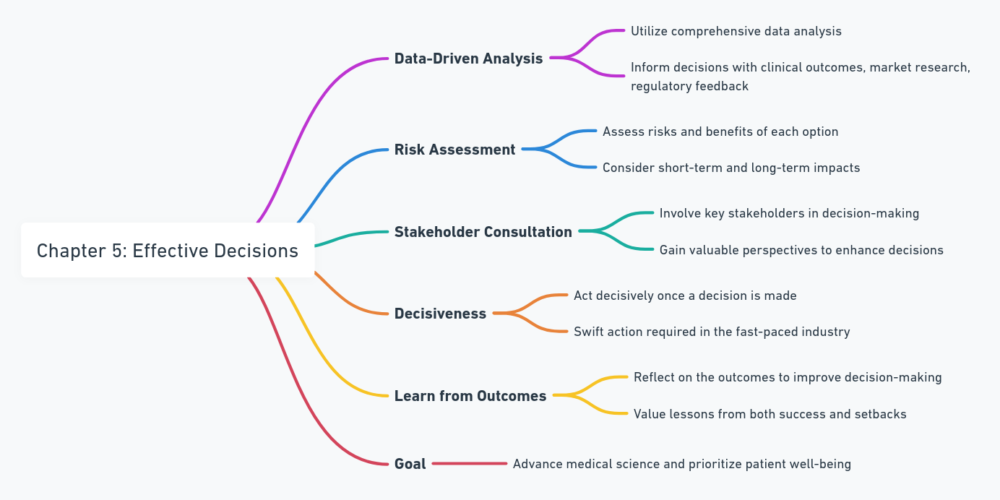 Chapter 5: Effective Decisions
Data-Driven Analysis
Utilize comprehensive data analysis
Inform decisions with clinical outcomes, market research,
regulatory feedback
Risk Assessment
Assess risks and benefits of each option
Consider short-term and long-term impacts
Stakeholder Consultation
Involve key stakeholders in decision-making
Gain valuable perspectives to enhance decisions
Decisiveness
Act decisively once a decision is made
Swift action required in the fast-paced industry
Learn from Outcomes
Reflect on the outcomes to improve decision-making
Value lessons from both success and setbacks
Goal
Advance medical science and prioritize patient well-being